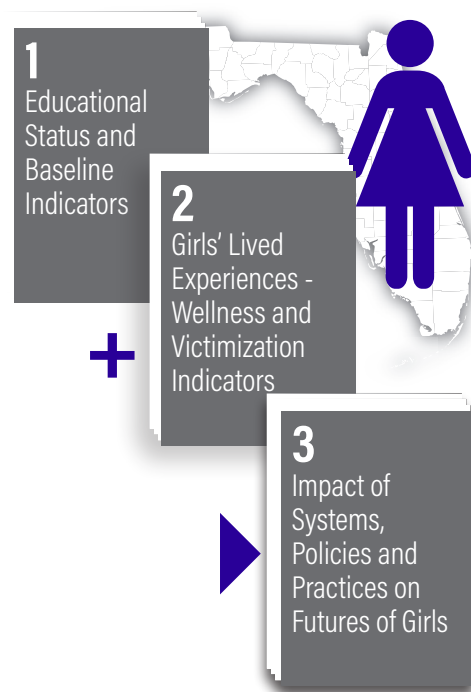 1
Educational
Status and
Baseline
Indicators
2
Girls’ Lived
Experiences -
Wellness and
Victimization
Indicators
+
3
Impact of
Systems,
Policies and
Practices on
Futures of Girls